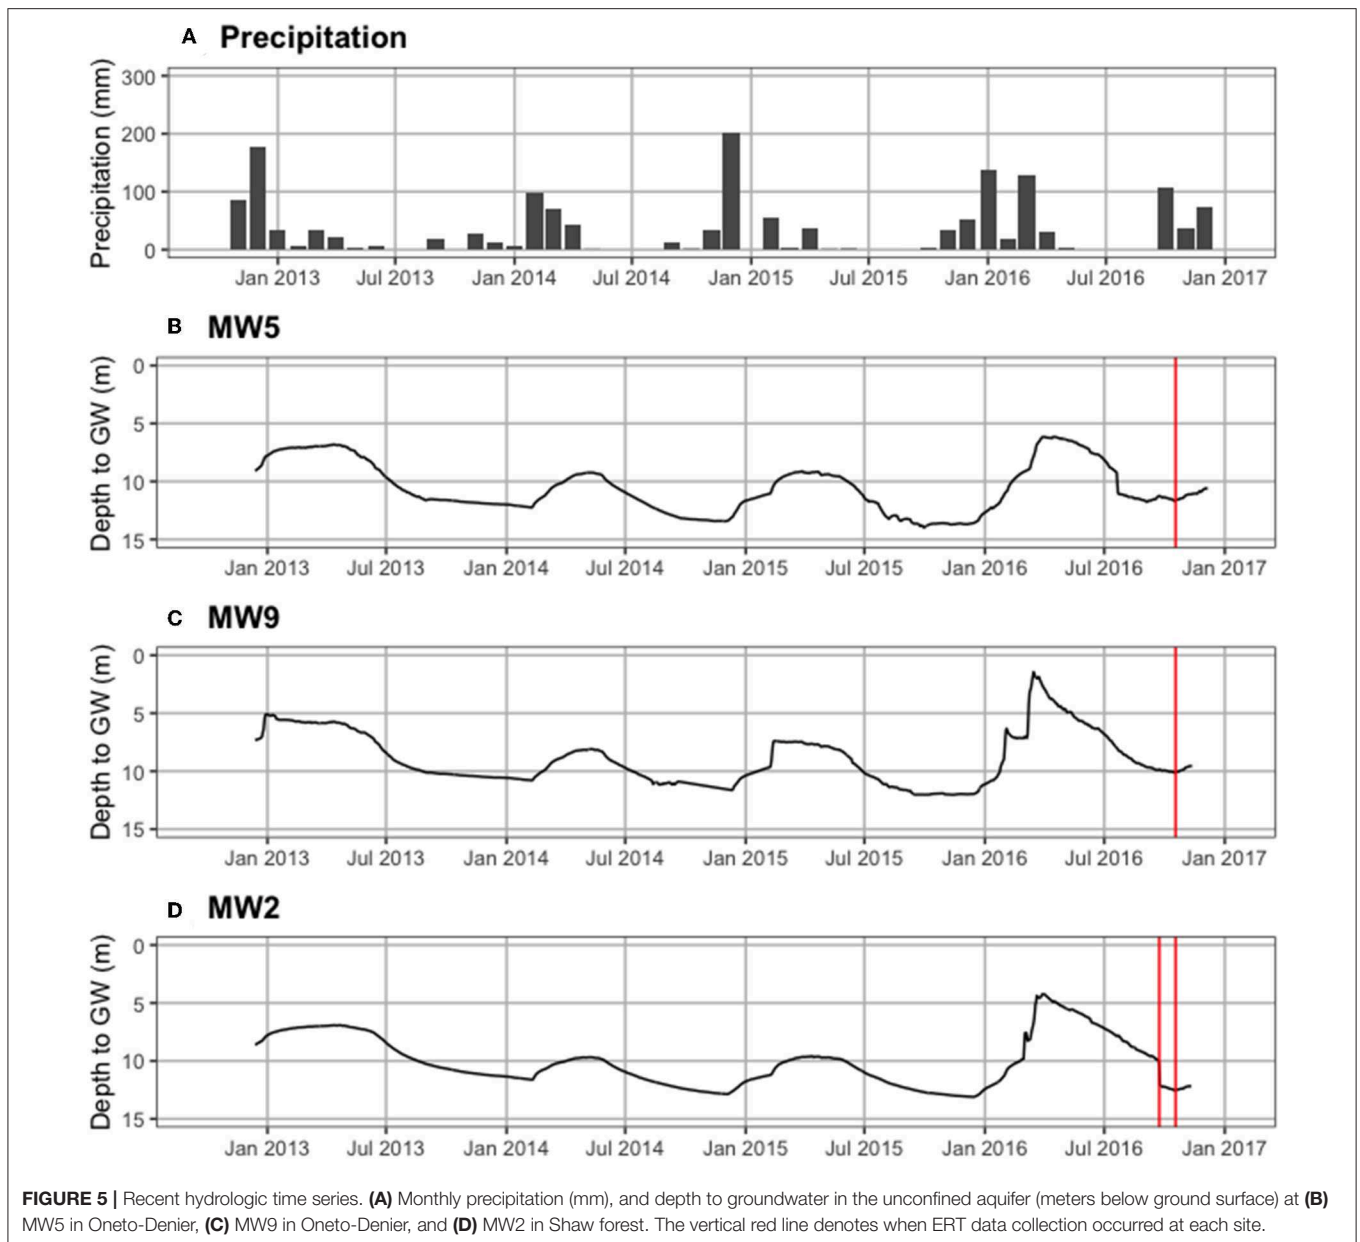 A Precipitation
Precipitation (mm)
300
200
100
0
Jan 2013 Jul 2013 Jan 2014 Jul 2014 Jan 2015 Jul 2015 Jan 2016 Jul 2016 Jan 2017
B MW5
Depth to GW (m)
0
5
10
15
Jan 2013 Jul 2013 Jan 2014 Jul 2014 Jan 2015 Jul 2015 Jan 2016 Jul 2016 Jan 2017
C MW9
Depth to GW (m)
0
5
10
15
Jan 2013 Jul 2013 Jan 2014 Jul 2014 Jan 2015 Jul 2015 Jan 2016 Jul 2016 Jan 2017
D MW2
Depth to GW (m)
0
5
10
15
Jan 2013 Jul 2013 Jan 2014 Jul 2014 Jan 2015 Jul 2015 Jan 2016 Jul 2016 Jan 2017
FIGURE 5 | Recent hydrologic time series. (A) Monthly precipitation (mm), and depth to groundwater in the unconfined aquifer (meters below ground surface) at (B)
MW5 in Oneto-Denier, (C) MW9 in Oneto-Denier, and (D) MW2 in Shaw forest. The vertical red line denotes when ERT data collection occurred at each site.